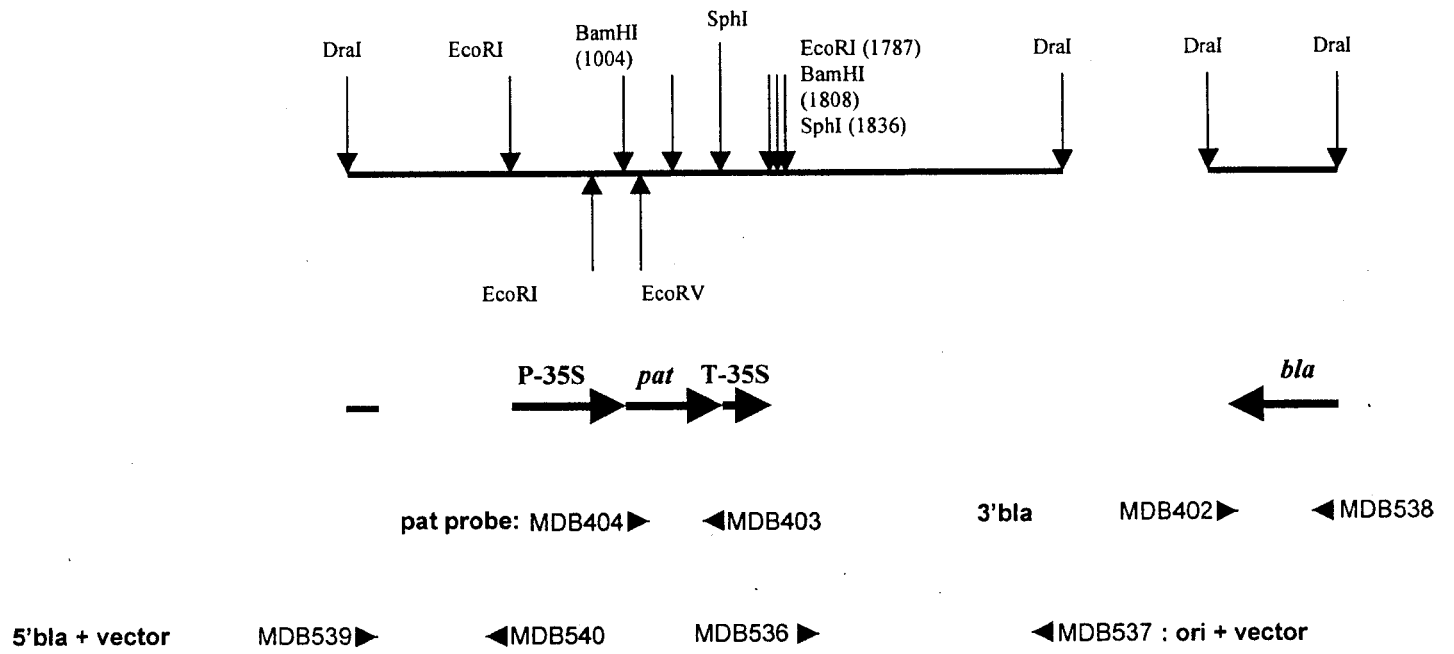 SphI
DraI
EcoRI
BamHI
(1004)
EcoRI (1787)
BamHI
(1808)
SphI (1836)
DraI
DraI
DraI
EcoRI
EcoRV
P-35S
pat
T-35S
bla
pat probe: MDB404
MDB403
3'bla
MDB402
MDB538
5'bla + vector
MDB539
MDB540
MDB536
MDB537 : ori + vector